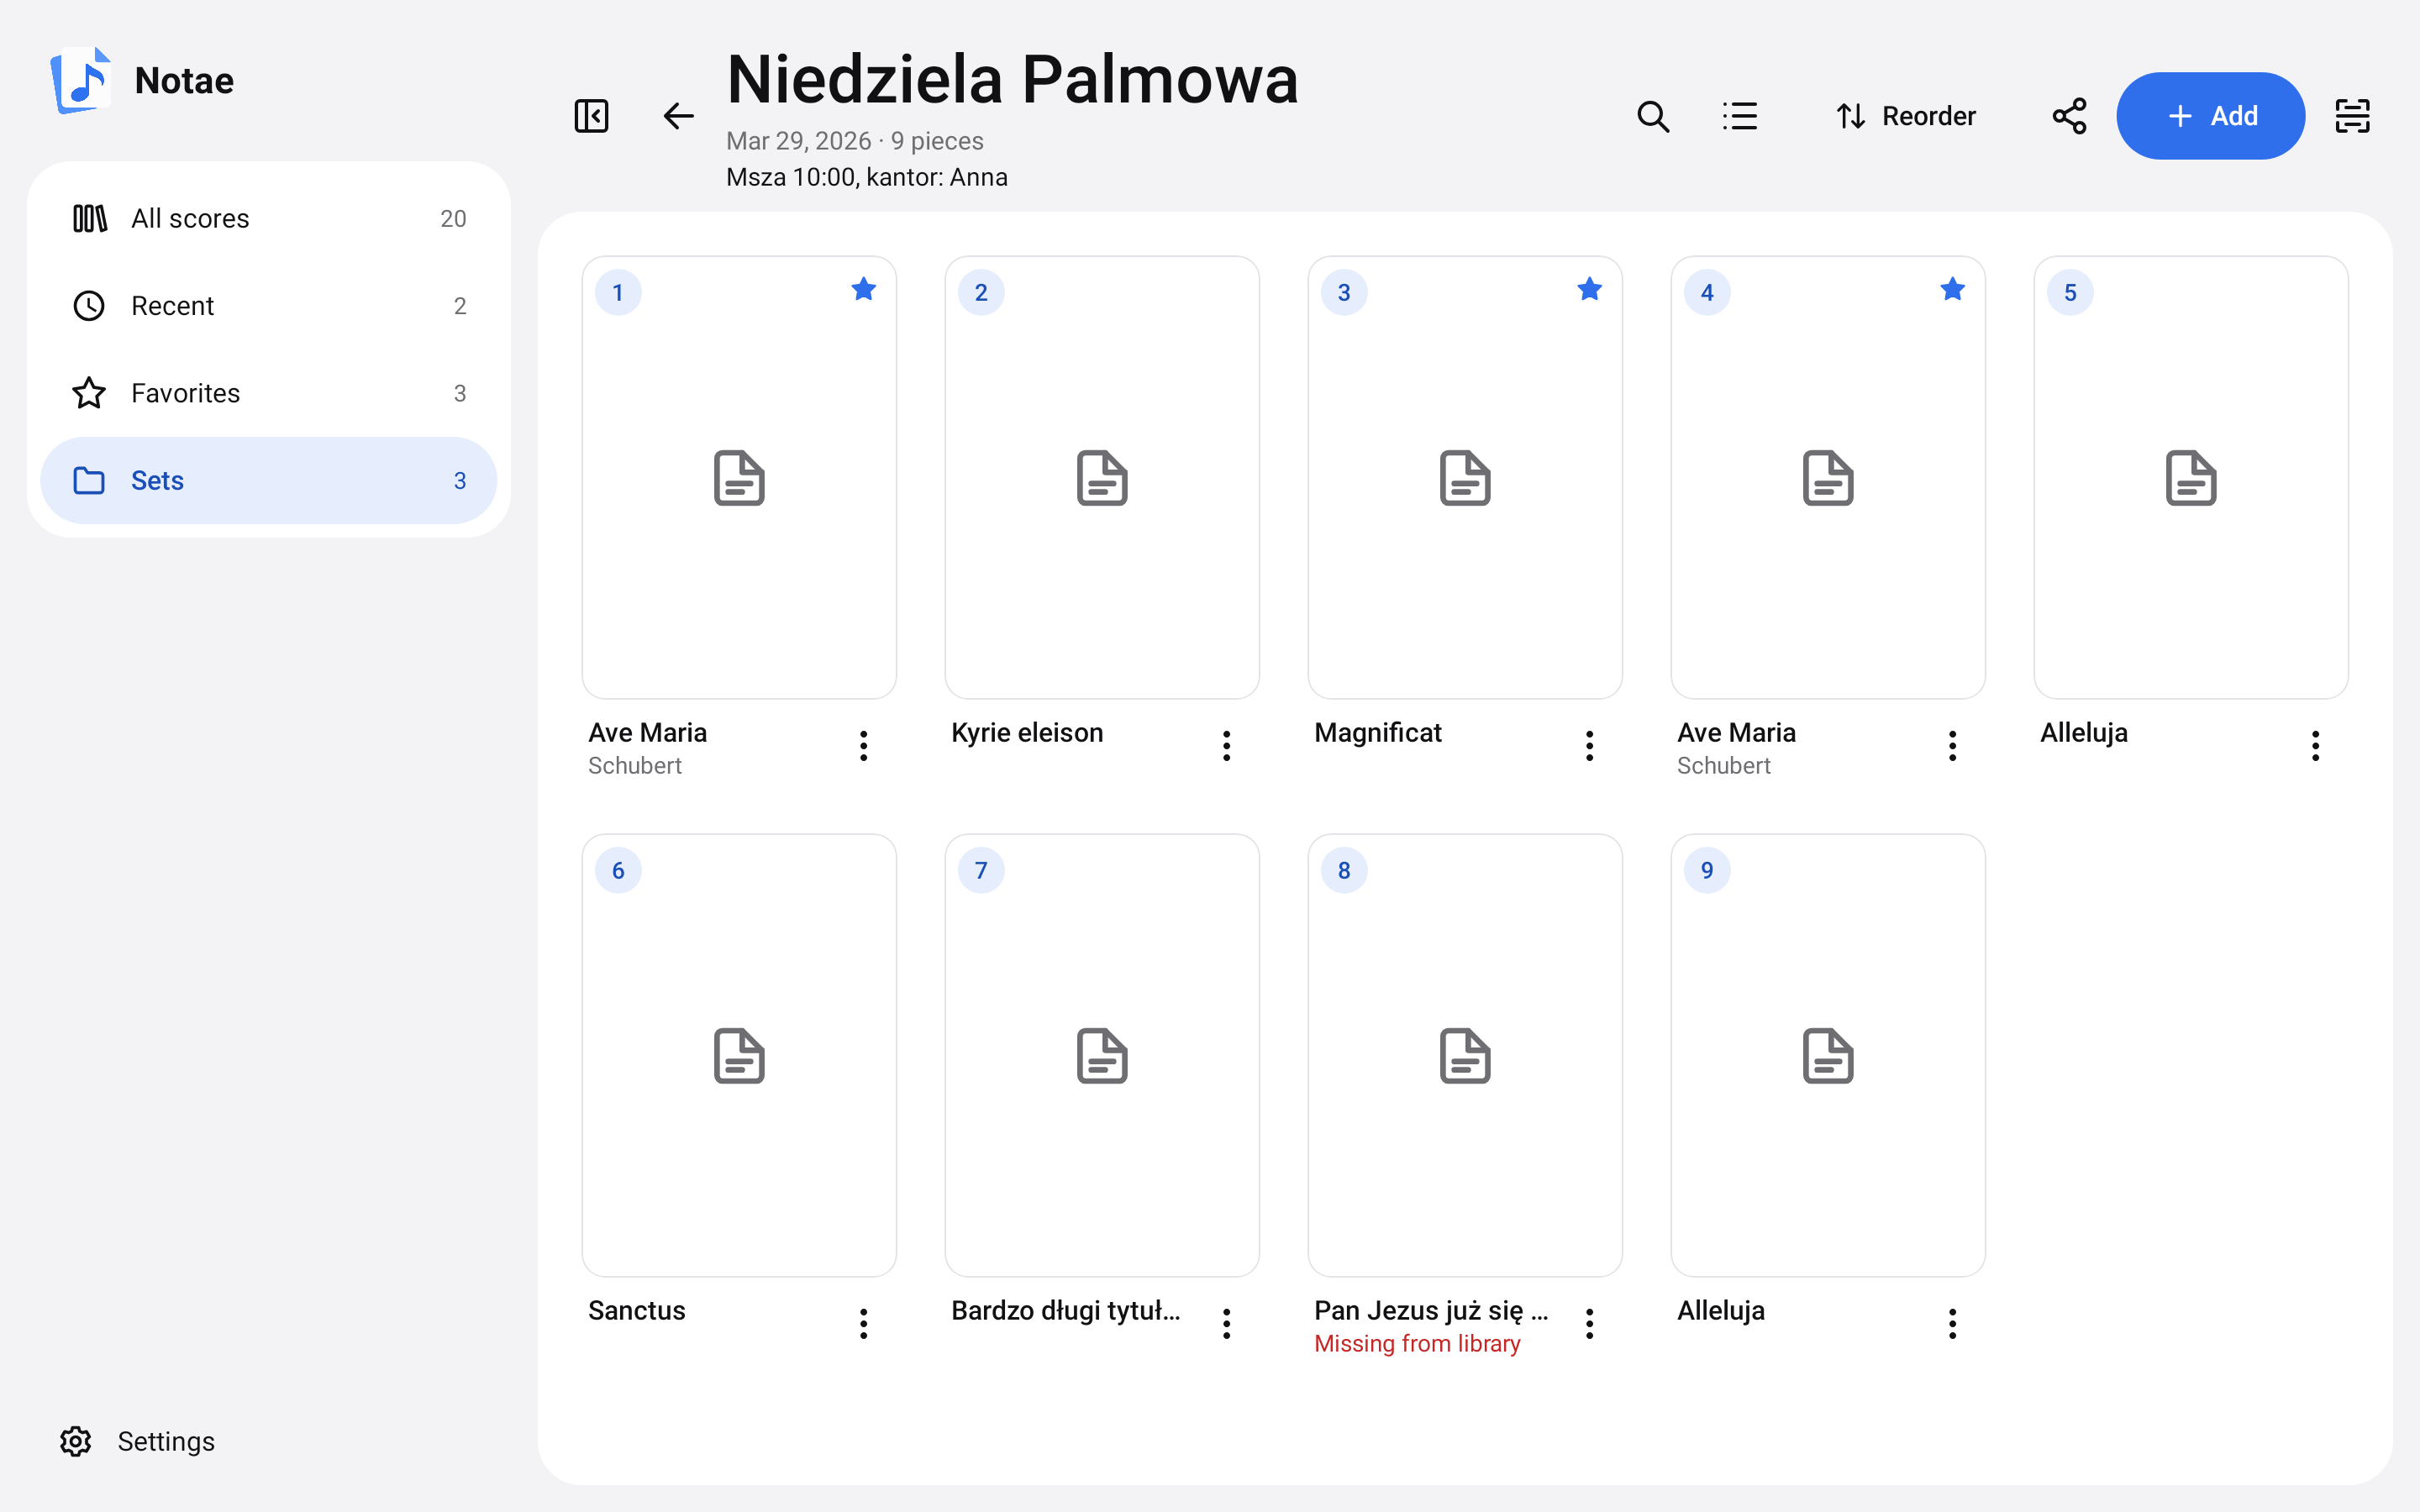 Notae
All scores 20
Recent 2
Favorites 3
Sets 3
Settings
Niedziela Palmowa
Mar 29, 2026 · 9 pieces
Msza 10:00, kantor: Anna
Reorder
Add
1
2
3
4
5
Ave Maria
Schubert
Kyrie eleison
Magnificat
Ave Maria
Schubert
Alleluja
6
7
8
9
Sanctus
Bardzo długi tytuł...
Pan Jezus już się ...
Missing from library
Alleluja